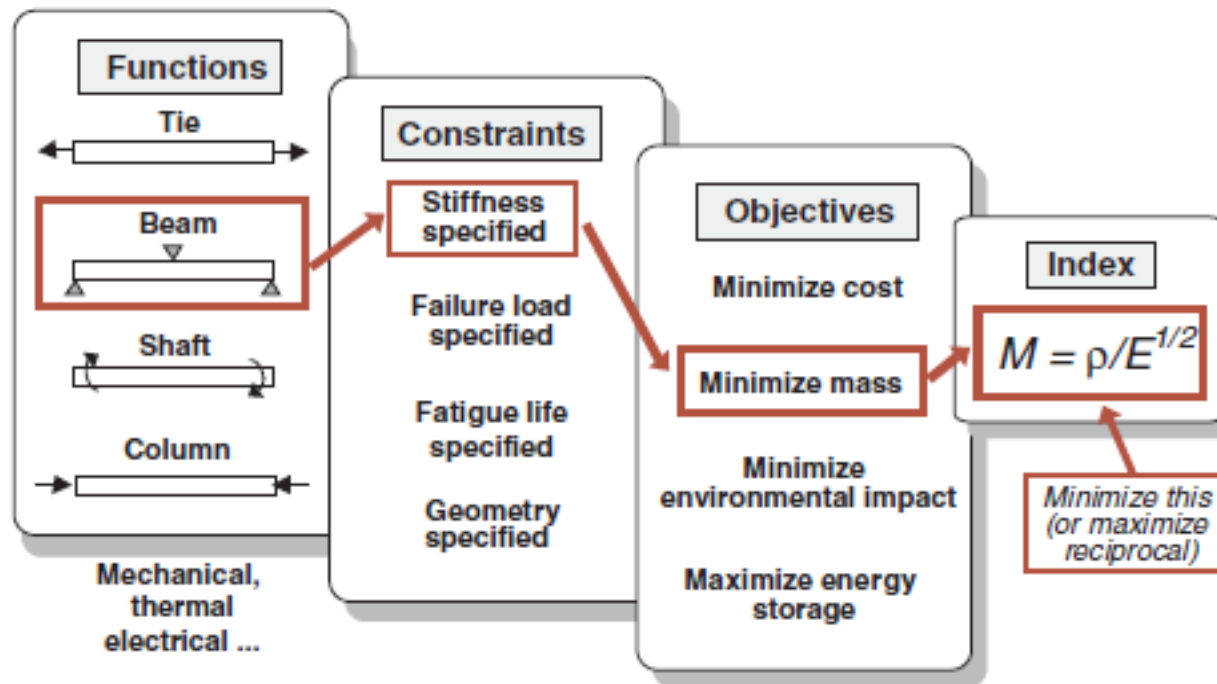 Functions
Tie
Beam
Shaft
Column
Mechanical,
thermal
electrical ...
Constraints
Stiffness
specified
Failure load
specified
Fatigue life
specified
Geometry
specified
Objectives
Minimize cost
Minimize mass
Minimize
environmental impact
Maximize energy
storage
Index
M = ρ/E^{1/2}
Minimize this
(or maximize
reciprocal)